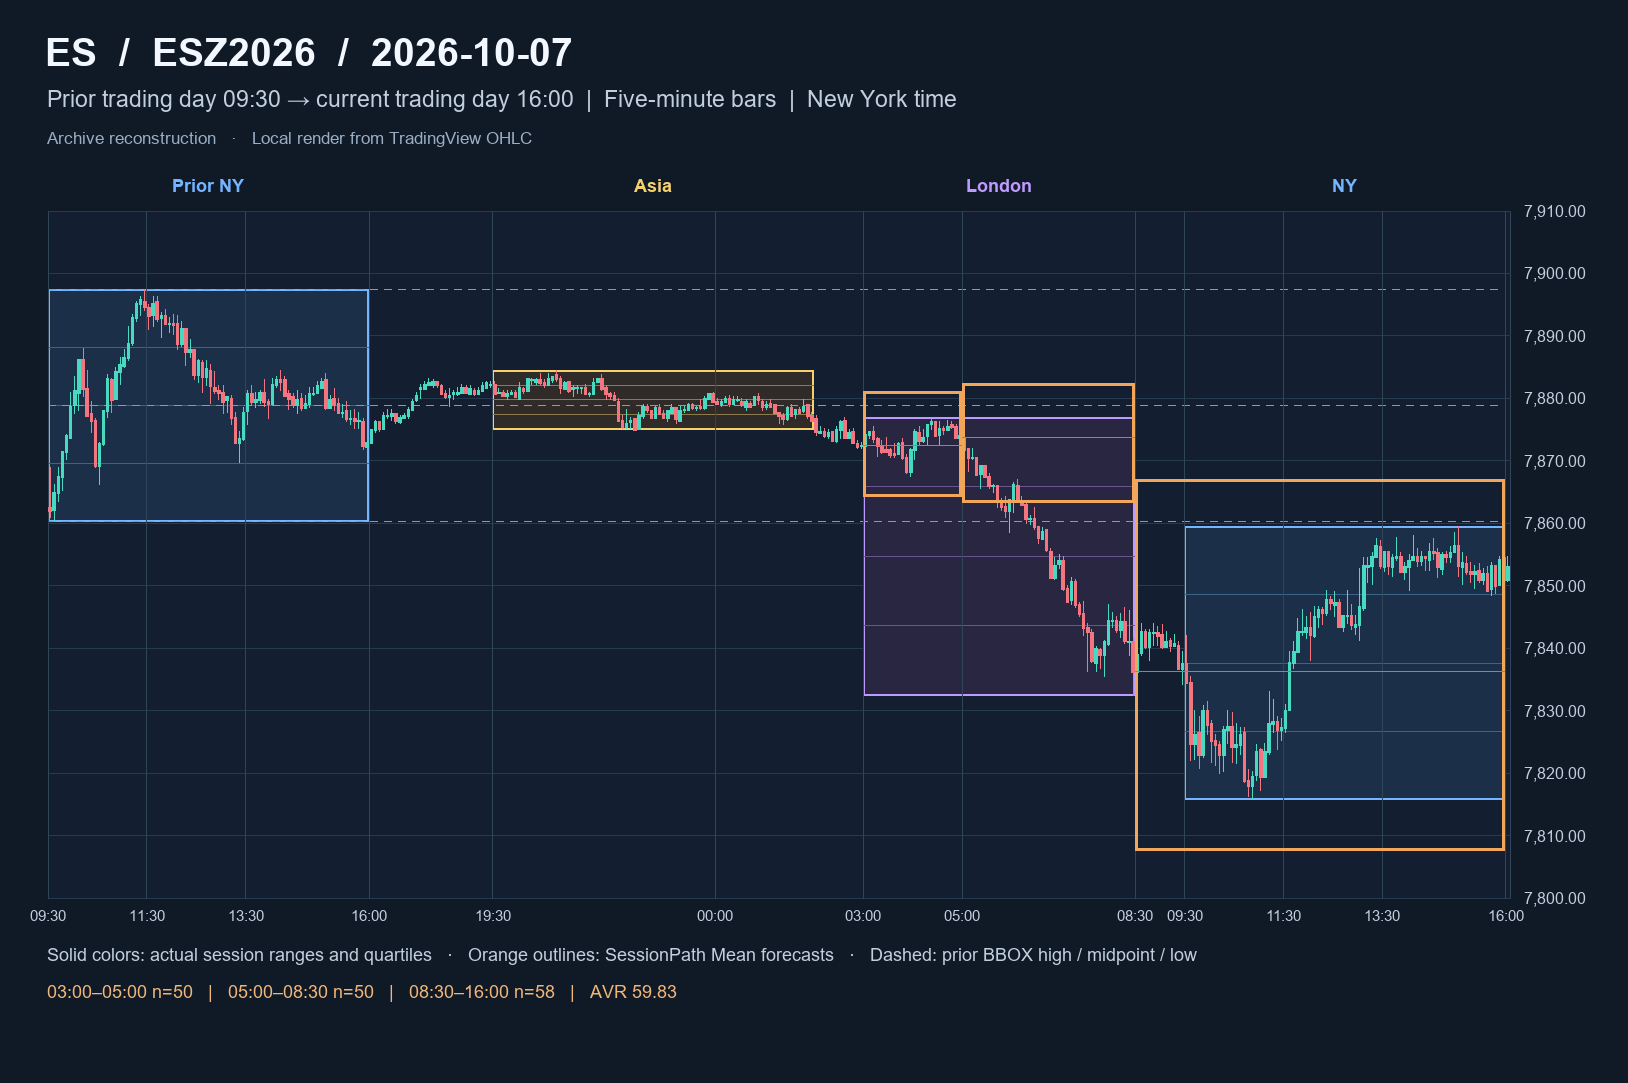 ES / ESZ2026 / 2026-10-07
Prior trading day 09:30 → current trading day 16:00 | Five-minute bars | New York time
Archive reconstruction · Local render from TradingView OHLC
Prior NY Asia London NY
7,910.00
7,900.00
7,890.00
7,880.00
7,870.00
7,860.00
7,850.00
7,840.00
7,830.00
7,820.00
7,810.00
7,800.00
09:30 11:30 13:30 16:00 19:30 00:00 03:00 05:00 08:30 09:30 11:30 13:30 16:00
Solid colors: actual session ranges and quartiles · Orange outlines: SessionPath Mean forecasts · Dashed: prior BBOX high / midpoint / low
03:00–05:00 n=50 | 05:00–08:30 n=50 | 08:30–16:00 n=58 | AVR 59.83